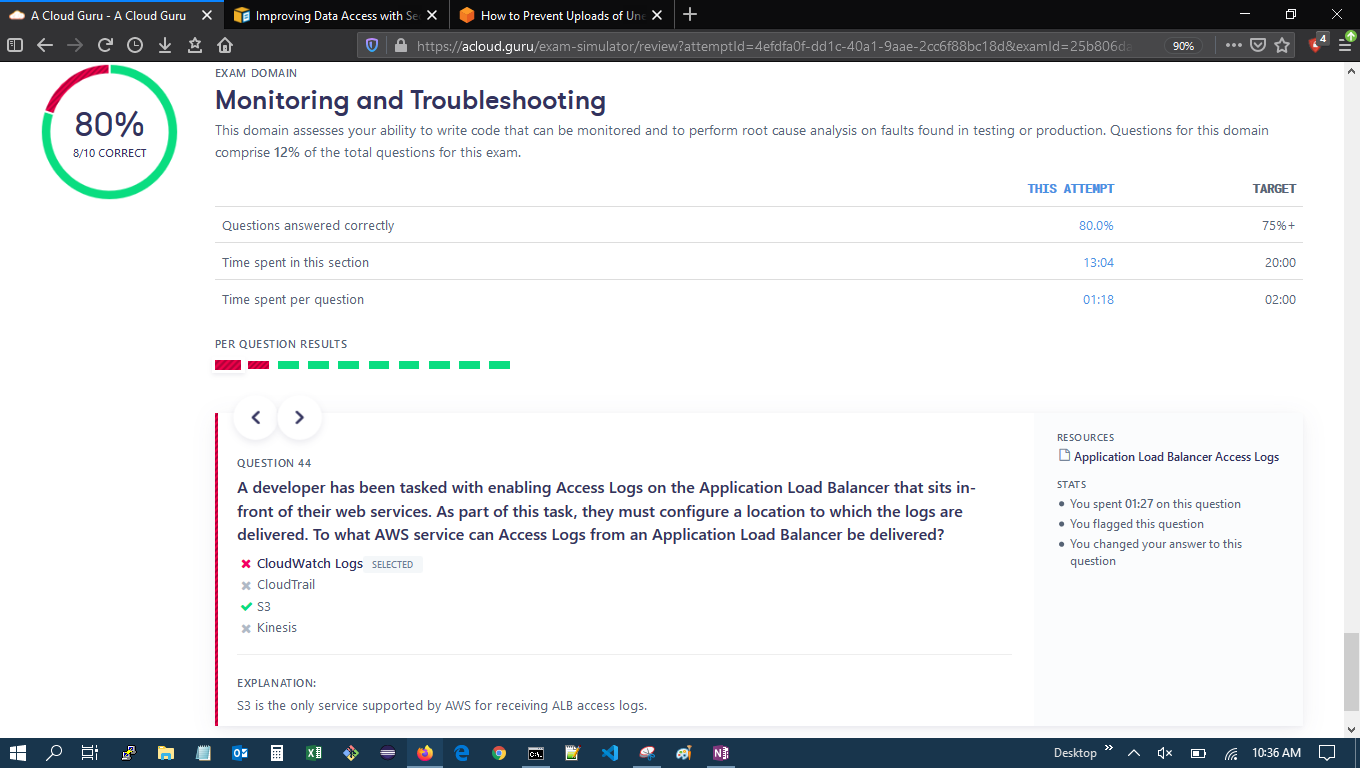 A Cloud Guru - A Cloud Guru
Improving Data Access with Se
How to Prevent Uploads of Une
https://acloud.guru/exam-simulator/review?attemptId=4efdfa0f-dd1c-40a1-9aae-2cc6f88bc18d&examId=25b806da
90%
4
80%
8/10 CORRECT
EXAM DOMAIN
Monitoring and Troubleshooting
This domain assesses your ability to write code that can be monitored and to perform root cause analysis on faults found in testing or production. Questions for this domain
comprise 12% of the total questions for this exam.
THIS ATTEMPT TARGET
Questions answered correctly 80.0% 75%+
Time spent in this section 13:04 20:00
Time spent per question 01:18 02:00
PER QUESTION RESULTS
QUESTION 44
A developer has been tasked with enabling Access Logs on the Application Load Balancer that sits in-
front of their web services. As part of this task, they must configure a location to which the logs are
delivered. To what AWS service can Access Logs from an Application Load Balancer be delivered?
CloudWatch Logs SELECTED
CloudTrail
S3
Kinesis
EXPLANATION:
S3 is the only service supported by AWS for receiving ALB access logs.
RESOURCES
Application Load Balancer Access Logs
STATS
You spent 01:27 on this question
You flagged this question
You changed your answer to this
question
Desktop
10:36 AM